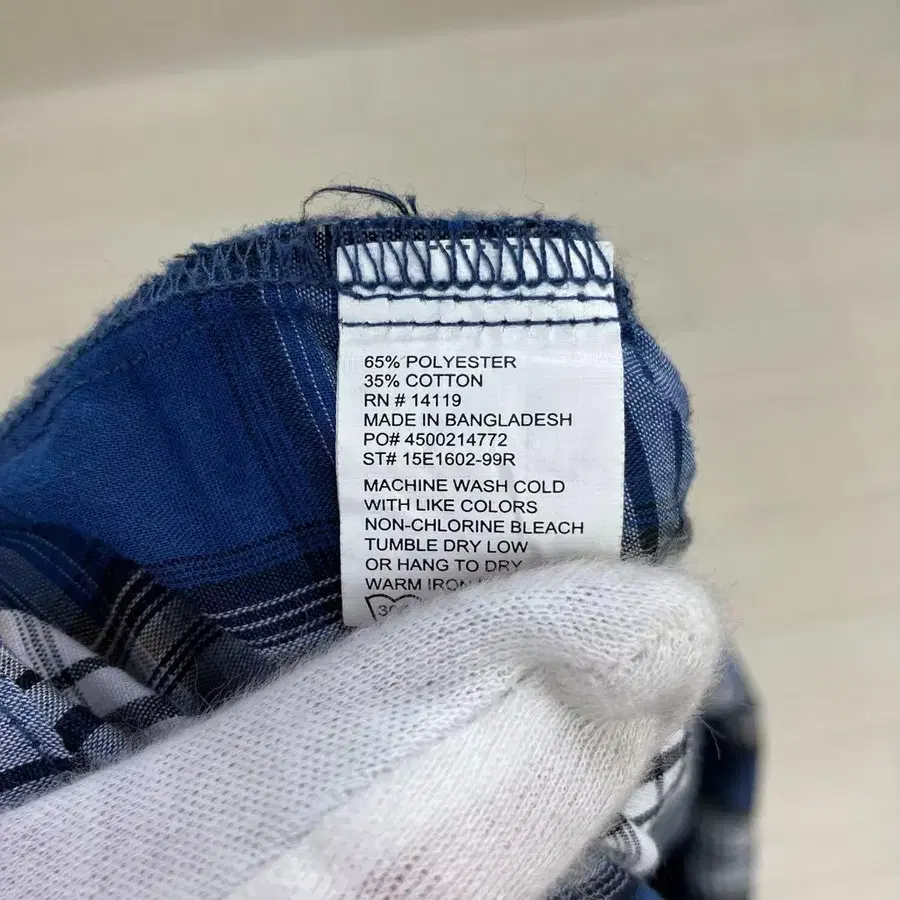 65% POLYESTER
35% COTTON
RN # 14119
MADE IN BANGLADESH
PO# 4500214772
ST# 15E1602-99R
MACHINE WASH COLD
WITH LIKE COLORS
NON-CHLORINE BLEACH
TUMBLE DRY LOW
OR HANG TO DRY
WARM IRON